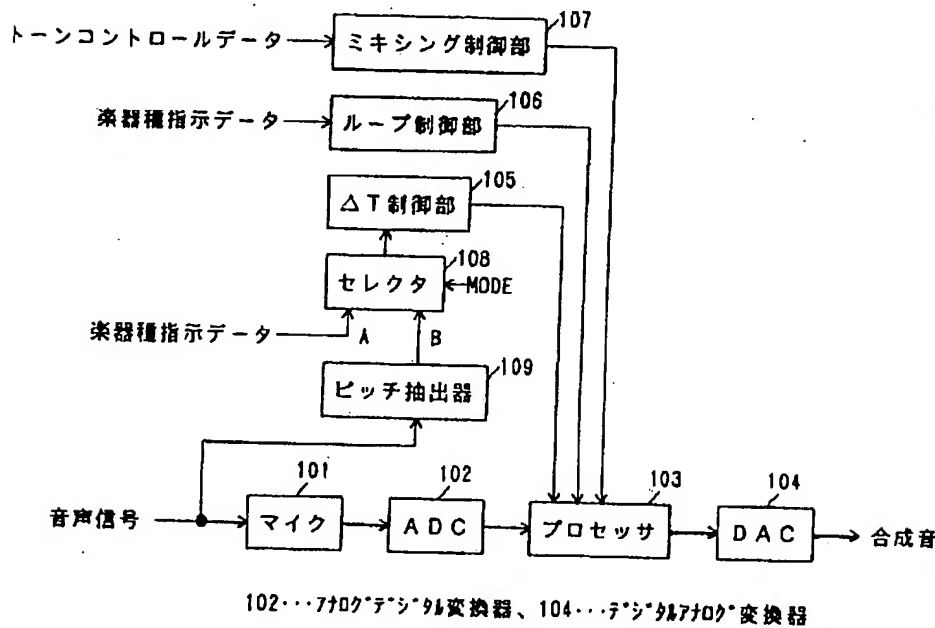 トーンコントロールデータ
ミキシング制御部
107
楽器種指示データ
ループ制御部
106
△T制御部
105
セレクタ
108
MODE
楽器種指示データ
A
B
ピッチ抽出器
109
音声信号
マイク
101
ADC
102
プロセッサ
103
DAC
104
合成音
102・・・アナログデジタル変換器、104・・・デジタルアナログ変換器